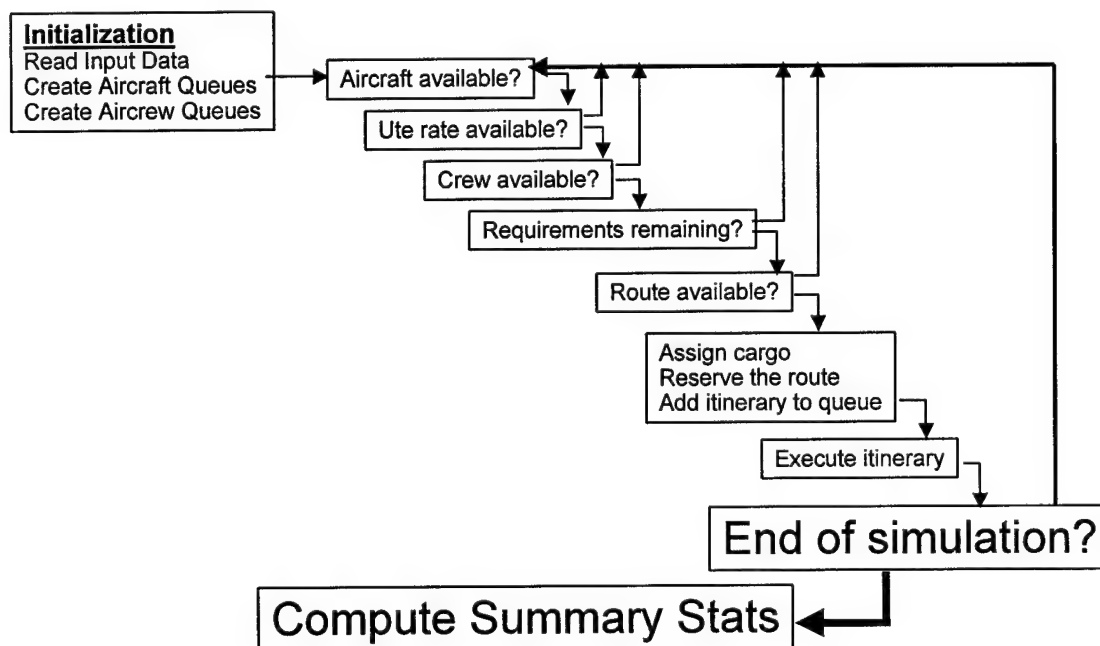 Initialization
Read Input Data
Create Aircraft Queues
Create Aircrew Queues
Aircraft available?
Ute rate available?
Crew available?
Requirements remaining?
Route available?
Assign cargo
Reserve the route
Add itinerary to queue
Execute itinerary
End of simulation?
Compute Summary Stats